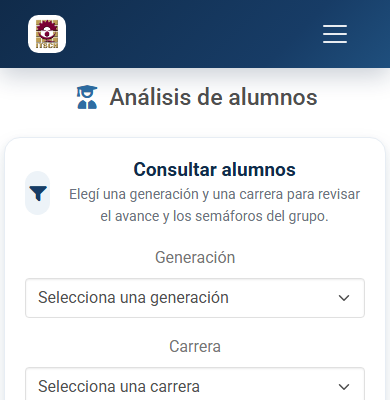 ITSCH
Análisis de alumnos
Consultar alumnos
Elegí una generación y una carrera para revisar
el avance y los semáforos del grupo.
Generación
Selecciona una generación
Carrera
Selecciona una carrera